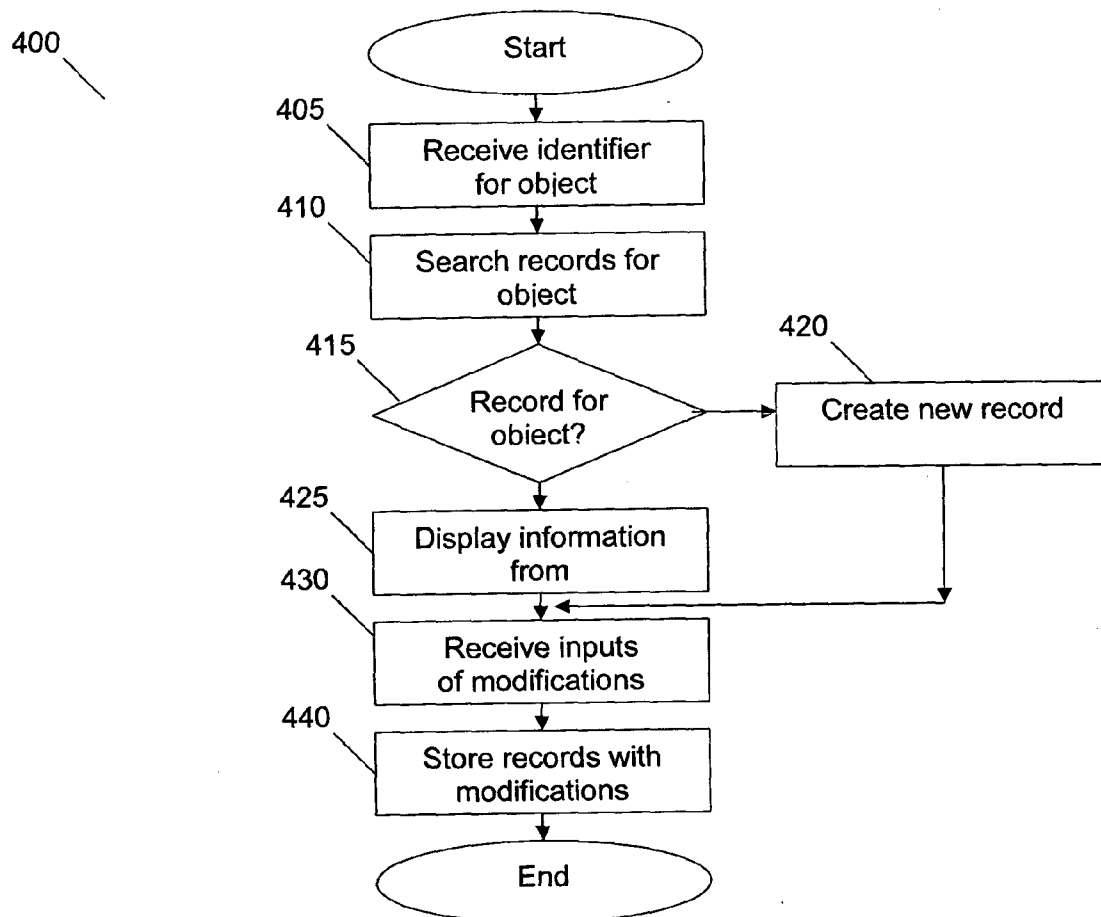 400
Start
405
Receive identifier
for object
410
Search records for
object
415
Record for
object?
420
Create new record
425
Display information
from
430
Receive inputs
of modifications
440
Store records with
modifications
End